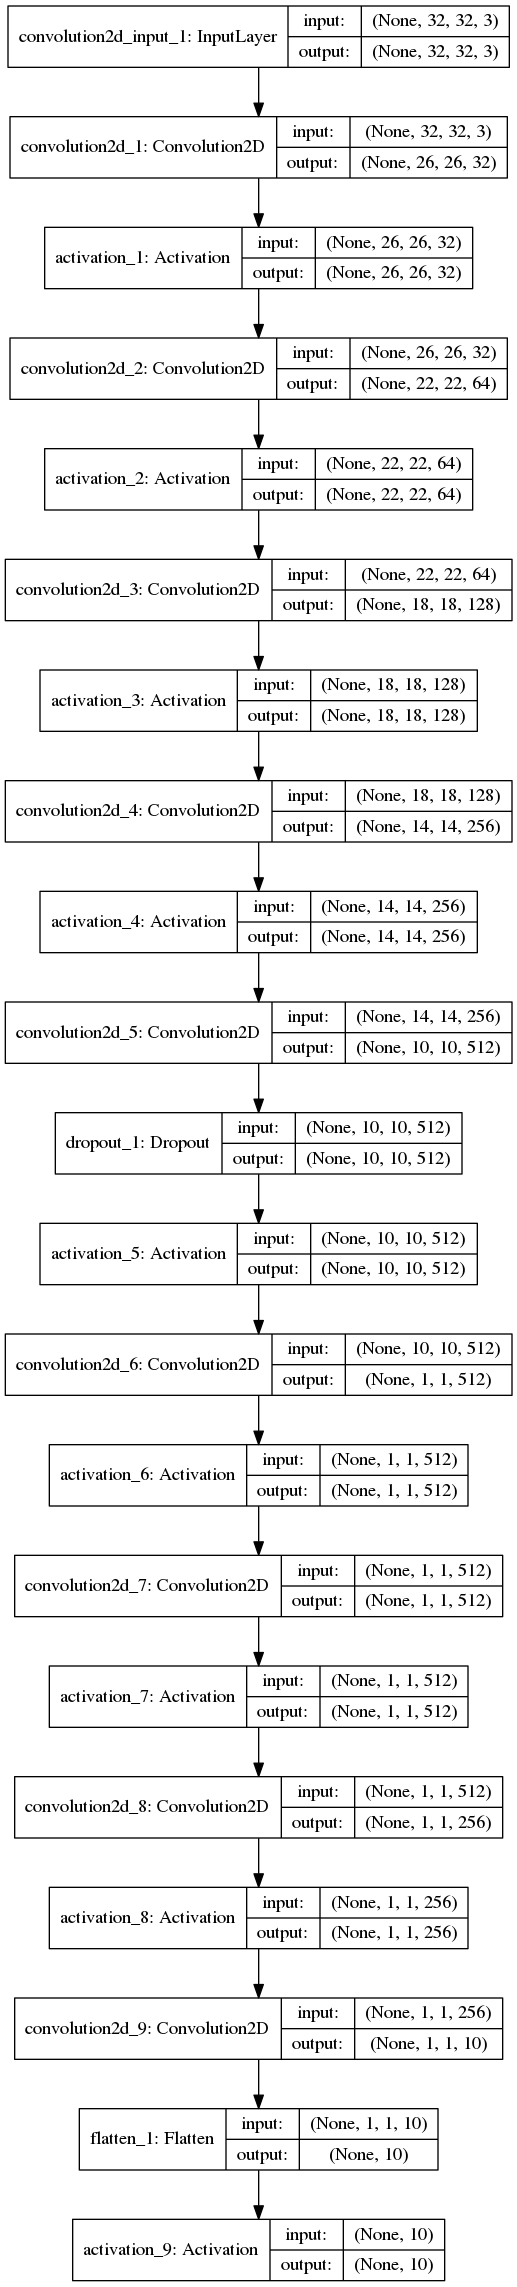 convolution2d_input_1: InputLayer
input: (None, 32, 32, 3)
output: (None, 32, 32, 3)
convolution2d_1: Convolution2D
input: (None, 32, 32, 3)
output: (None, 26, 26, 32)
activation_1: Activation
input: (None, 26, 26, 32)
output: (None, 26, 26, 32)
convolution2d_2: Convolution2D
input: (None, 26, 26, 32)
output: (None, 22, 22, 64)
activation_2: Activation
input: (None, 22, 22, 64)
output: (None, 22, 22, 64)
convolution2d_3: Convolution2D
input: (None, 22, 22, 64)
output: (None, 18, 18, 128)
activation_3: Activation
input: (None, 18, 18, 128)
output: (None, 18, 18, 128)
convolution2d_4: Convolution2D
input: (None, 18, 18, 128)
output: (None, 14, 14, 256)
activation_4: Activation
input: (None, 14, 14, 256)
output: (None, 14, 14, 256)
convolution2d_5: Convolution2D
input: (None, 14, 14, 256)
output: (None, 10, 10, 512)
dropout_1: Dropout
input: (None, 10, 10, 512)
output: (None, 10, 10, 512)
activation_5: Activation
input: (None, 10, 10, 512)
output: (None, 10, 10, 512)
convolution2d_6: Convolution2D
input: (None, 10, 10, 512)
output: (None, 1, 1, 512)
activation_6: Activation
input: (None, 1, 1, 512)
output: (None, 1, 1, 512)
convolution2d_7: Convolution2D
input: (None, 1, 1, 512)
output: (None, 1, 1, 512)
activation_7: Activation
input: (None, 1, 1, 512)
output: (None, 1, 1, 512)
convolution2d_8: Convolution2D
input: (None, 1, 1, 512)
output: (None, 1, 1, 256)
activation_8: Activation
input: (None, 1, 1, 256)
output: (None, 1, 1, 256)
convolution2d_9: Convolution2D
input: (None, 1, 1, 256)
output: (None, 1, 1, 10)
flatten_1: Flatten
input: (None, 1, 1, 10)
output: (None, 10)
activation_9: Activation
input: (None, 10)
output: (None, 10)